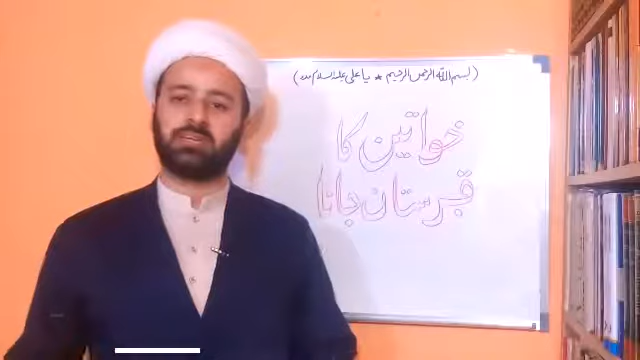 (بسم اللہ الرحمن الرحیم * یا علی علیہ السلام مدد)
خواتین کا
قبرستان جانا